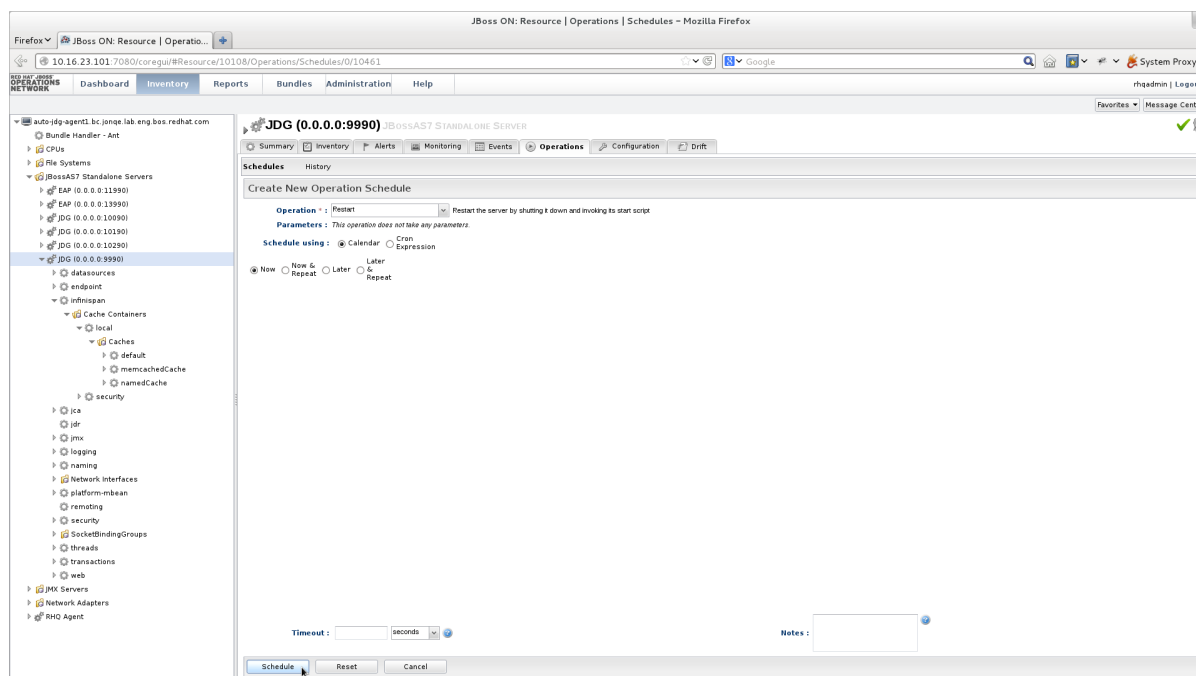 JBoss ON: Resource | Operations | Schedules - Mozilla Firefox
Firefox JBoss ON: Resource | Operatio...
10.16.23.101:7080/coregui/#Resource/10108/Operations/Schedules/0/10461 Google System Proxy
RED HAT JBOSS
OPERATIONS
NETWORK
Dashboard Inventory Reports Bundles Administration Help rhqadmin | Logo
Favorites Message Cent
auto-jdg-agent1.bc.jonqe.lab.eng.bos.redhat.com
Bundle Handler - Ant
CPUs
File Systems
JBossAS7 Standalone Servers
EAP (0.0.0.0:11990)
EAP (0.0.0.0:13990)
JDG (0.0.0.0:10090)
JDG (0.0.0.0:10190)
JDG (0.0.0.0:10290)
JDG (0.0.0.0:9990)
datasources
endpoint
infinispan
Cache Containers
local
Caches
default
memcachedCache
namedCache
security
jca
jdr
jmx
logging
naming
Network Interfaces
platform-mbean
remoting
security
SocketBindingGroups
threads
transactions
web
JMX Servers
Network Adapters
RHQ Agent
JDG (0.0.0.0:9990) JBossAS7 Standalone Server
Summary Inventory Alerts Monitoring Events Operations Configuration Drift
Schedules History
Create New Operation Schedule
Operation * : Restart Restart the server by shutting it down and invoking its start script
Parameters : This operation does not take any parameters.
Schedule using : Calendar Cron Expression
Now Now & Repeat Later Later & Repeat
Timeout : seconds Notes :
Schedule Reset Cancel